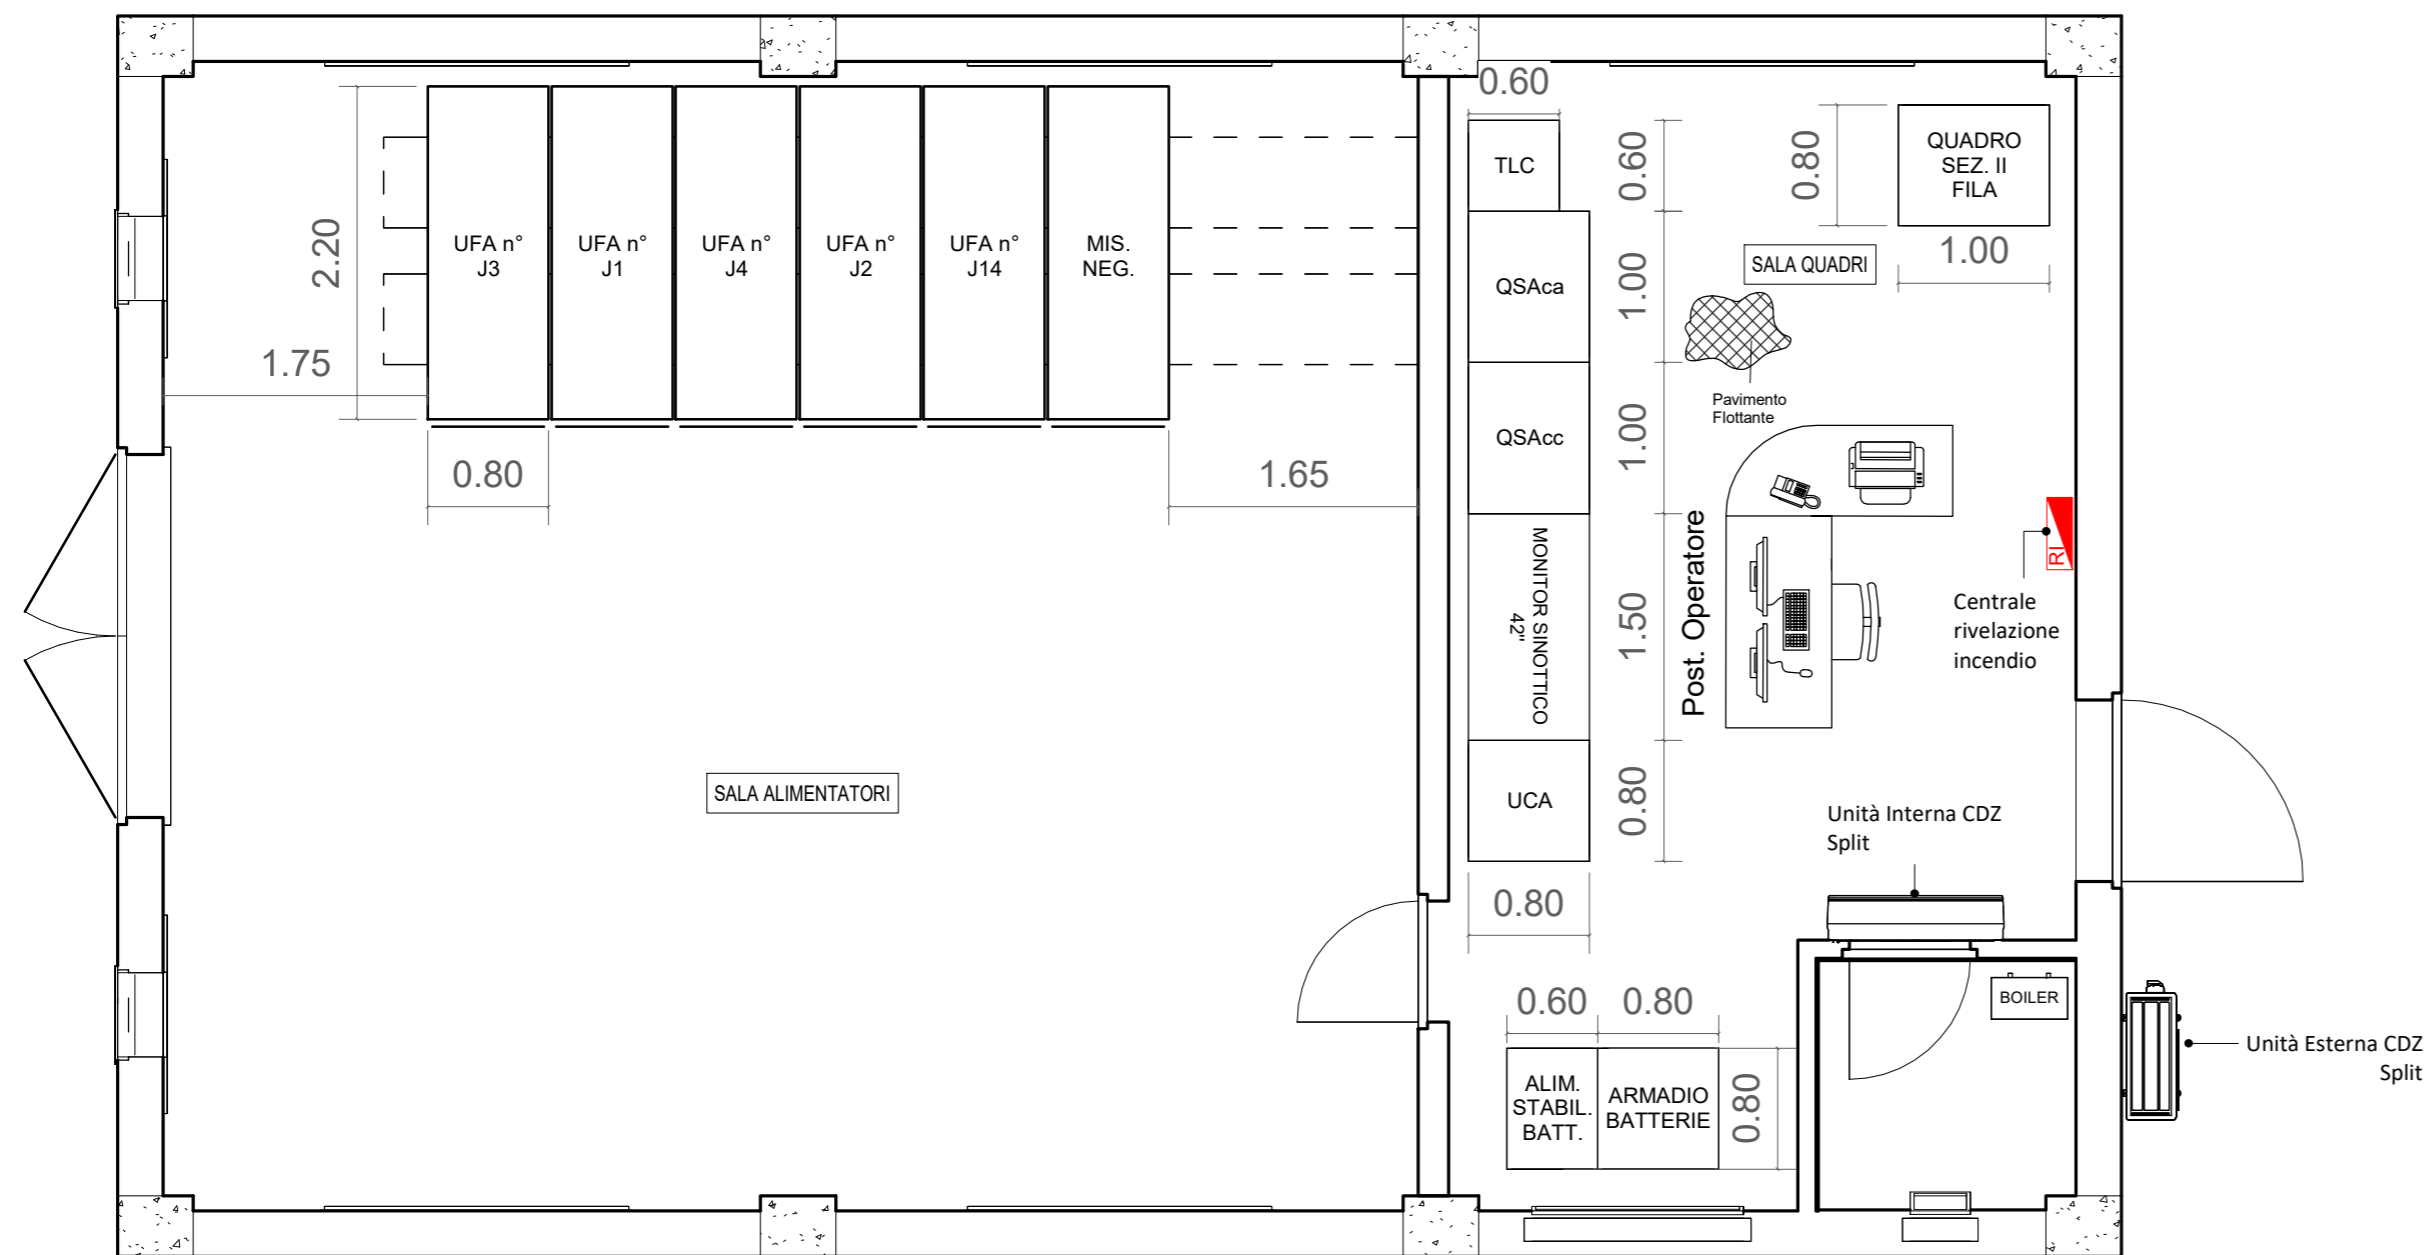 0.60
TLC
0.60
0.80
QUADRO
SEZ. II
FILA
1.00
SALA QUADRI
2.20
UFA n°
J3
UFA n°
J1
UFA n°
J4
UFA n°
J2
UFA n°
J14
MIS.
NEG.
QSAca
1.00
1.75
Pavimento
Flottante
QSAcc
1.00
0.80
1.65
MONITOR SINOTTICO
42"
1.50
Post. Operatore
RI
Centrale
rivelazione
incendio
SALA ALIMENTATORI
UCA
0.80
Unità Interna CDZ
Split
0.80
0.60
0.80
BOILER
ALIM.
STABIL.
BATT.
ARMADIO
BATTERIE
0.80
Unità Esterna CDZ
Split